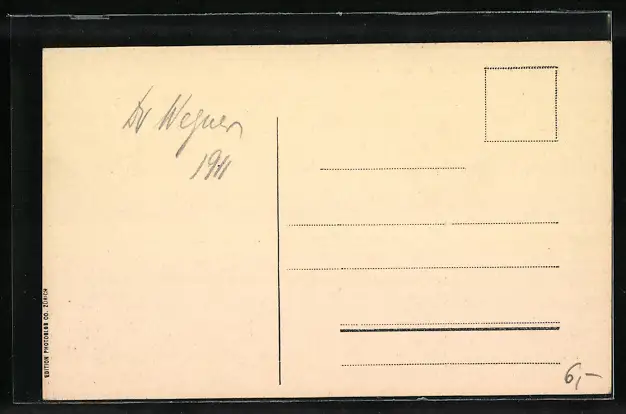 Dr Wegner
1911
EDITION PHOTOGLOB CO. ZÜRICH
6,–